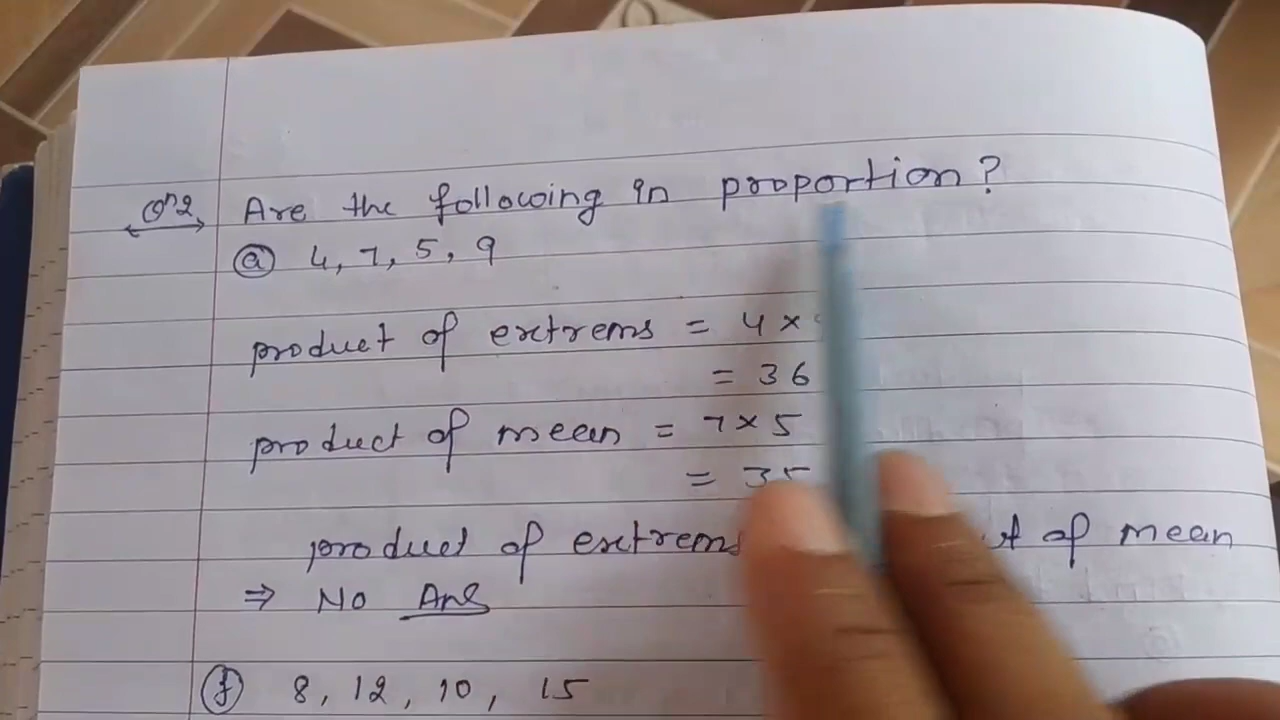 Qn2 Are the following in proportion?
(a) 4, 7, 5, 9
product of extrems = 4 ×
= 36
product of mean = 7 × 5
= 35
product of extrems of mean
⇒ No Ans
(f) 8, 12, 10, 15